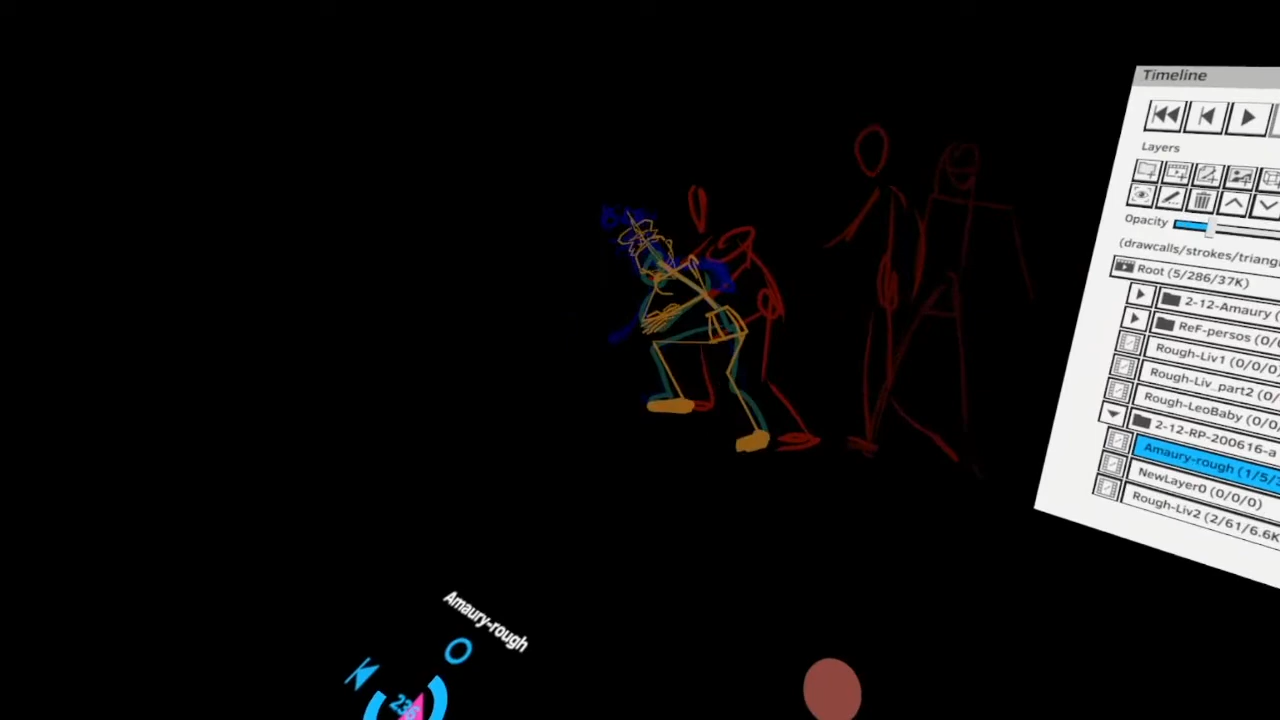 Timeline
Layers
Opacity
(drawcalls/strokes/triang
Root (5/286/37K)
2-12-Amaury (
ReF-persos (0/
Rough-Liv1 (0/0/0)
Rough-Liv_part2 (0/
Rough-LeoBaby (0/0/
2-12-RP-200616-a
Amaury-rough (1/5/3
NewLayer0 (0/0/0)
Rough-Liv2 (2/61/6.6K
Amaury-rough
236